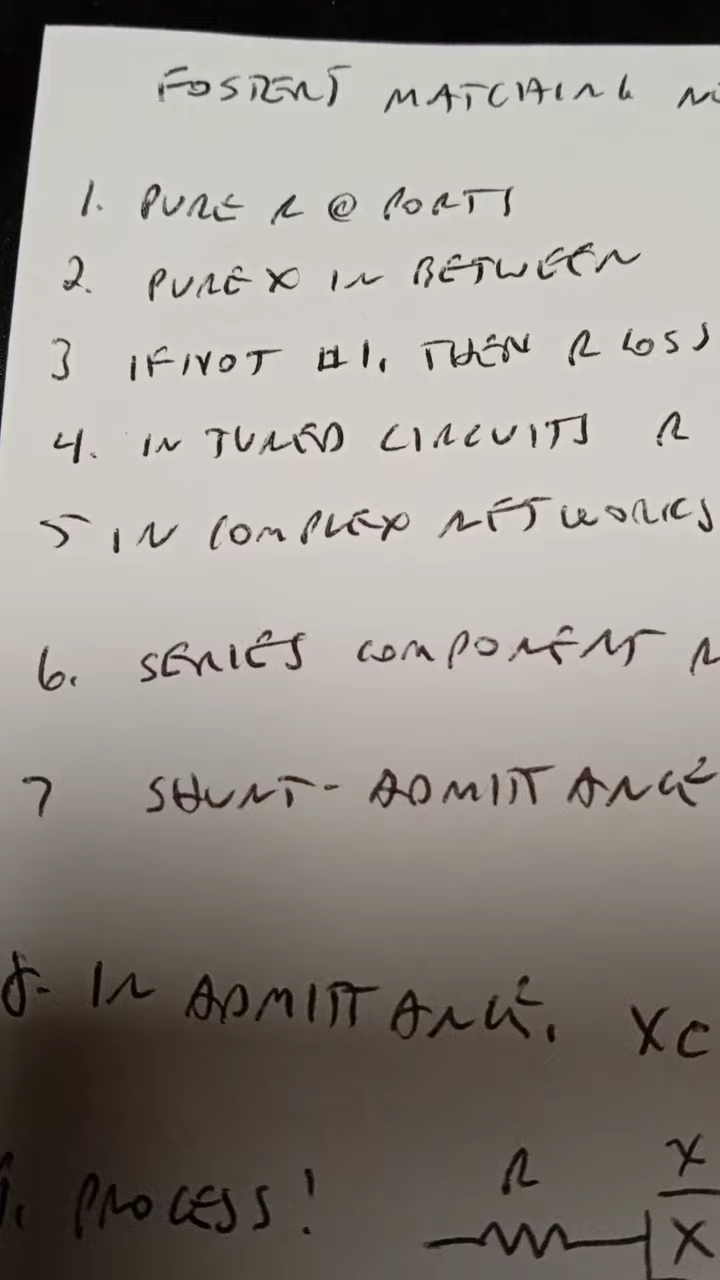 MATCHING
1. PURE R @ PORTS
2. PURE X IN BETWEEN
3 IF NOT #1, THEN R LOSS
4. IN TUNED CIRCUITS R
5 IN COMPLEX NETWORKS
6. SERIES COMPONENT
7 SHUNT - ADMITTANCE
8. IN ADMITTANCE, XC
PROCESS!
R
X
X